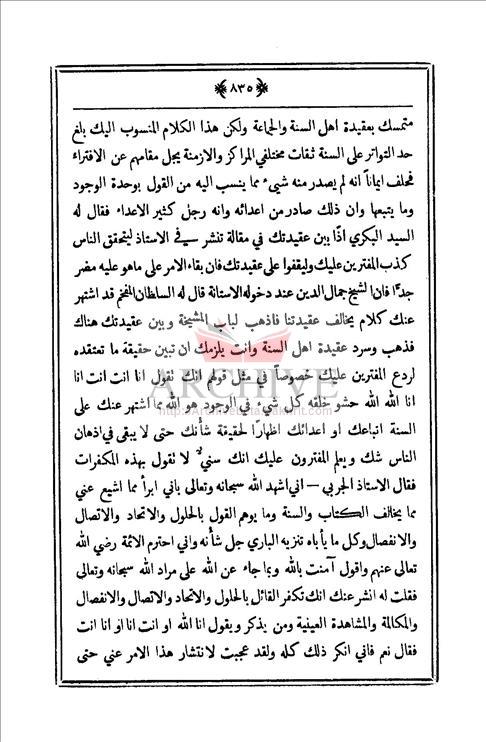 ﴿٨٣٥﴾
متمسك بعقيدة اهل السنة والجماعة ولكن هذا الكلام المنسوب اليك بلغ
حد التواتر على السنة ثقات مختلفي المراكز والازمنة يجل مقامهم عن الافتراء
فحلف ايماناً انه لم يصدر منه شيء مما ينسب اليه من القول بوحدة الوجود
وما يتبعها وان ذلك صادر من اعدائه وانه رجل كثير الاعداء فقال له
السيد البكري اذًا بين عقيدتك في مقالة تنشر في الاستاذ ليتحقق الناس
كذب المفترين عليك وليقفوا على عقيدتك فان بقاء الامر على ماهو عليه مضر
جدًا فان الشيخ جمال الدين عند دخوله الاستانة قال له السلطان المفخم قد اشتهر
عنك كلام يخالف عقيدتنا فاذهب لباب المشيخة وبين عقيدتك هناك
فذهب وسرد عقيدة اهل السنة وانت يلزمك ان تبين حقيقة ما تعتقده
لردع المفترين عليك خصوصاً في مثل قولهم انك تقول انا انت انت انا
انا الله الله حشو خلقه كل شيء في الوجود هو الله مما اشتهر عنك على
السنة اتباعك او اعدائك اظهارًا لحقيقة شأنك حتى لا يبقى في اذهان
الناس شك ويعلم المفترون عليك انك سني لا تقول بهذه المكفرات
فقال الاستاذ الجربي — اني اشهد الله سبحانه وتعالى باني ابرأ مما اشيع عني
مما يخالف الكتاب والسنة وما يوهم القول بالحلول والاتحاد والاتصال
والانفصال وكل ما يأباه تنزيه الباري جل شأنه واني احترم الائمة رضي الله
تعالى عنهم واقول آمنت بالله وبما جاء عن الله على مراد الله سبحانه وتعالى
فقلت له انشر عنك انك تكفر القائل بالحلول والاتحاد والاتصال والانفصال
والمكالمة والمشاهدة العينية ومن يذكر ويقول انا الله او انت انا او انا انت
فقال نعم فاني انكر ذلك كله ولقد عجبت لانتشار هذا الامر عني حتى
ARCHIVE